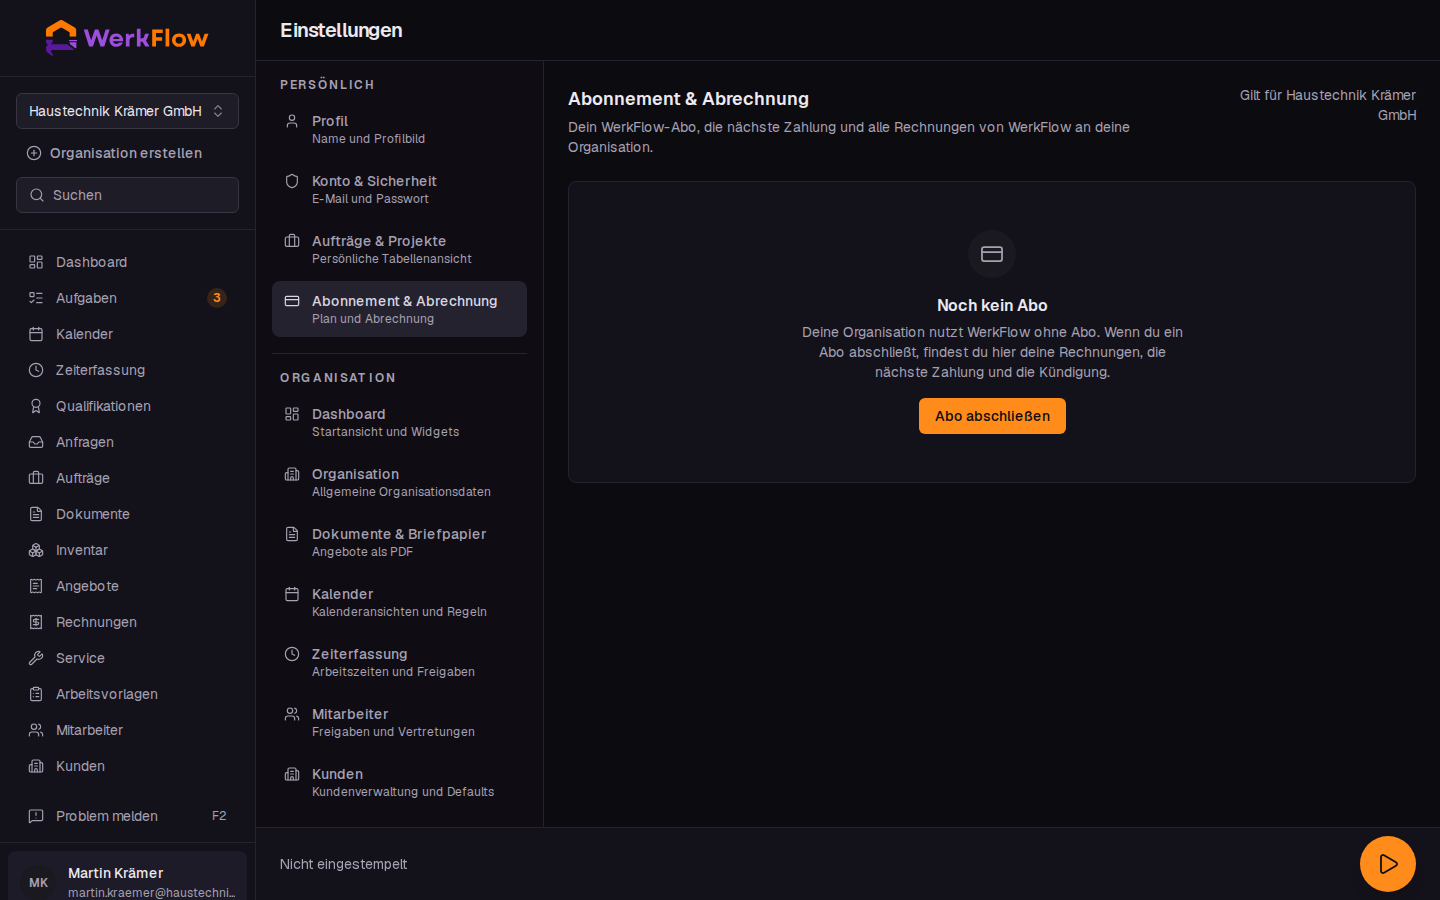 WerkFlow
Haustechnik Krämer GmbH
Organisation erstellen
Suchen
Dashboard
Aufgaben 3
Kalender
Zeiterfassung
Qualifikationen
Anfragen
Aufträge
Dokumente
Inventar
Angebote
Rechnungen
Service
Arbeitsvorlagen
Mitarbeiter
Kunden
Problem melden F2
MK
Martin Krämer
martin.kraemer@haustechni...
Einstellungen
PERSÖNLICH
Profil
Name und Profilbild
Konto & Sicherheit
E-Mail und Passwort
Aufträge & Projekte
Persönliche Tabellenansicht
Abonnement & Abrechnung
Plan und Abrechnung
ORGANISATION
Dashboard
Startansicht und Widgets
Organisation
Allgemeine Organisationsdaten
Dokumente & Briefpapier
Angebote als PDF
Kalender
Kalenderansichten und Regeln
Zeiterfassung
Arbeitszeiten und Freigaben
Mitarbeiter
Freigaben und Vertretungen
Kunden
Kundenverwaltung und Defaults
Abonnement & Abrechnung
Dein WerkFlow-Abo, die nächste Zahlung und alle Rechnungen von WerkFlow an deine
Organisation.
Gilt für Haustechnik Krämer
GmbH
Noch kein Abo
Deine Organisation nutzt WerkFlow ohne Abo. Wenn du ein
Abo abschließt, findest du hier deine Rechnungen, die
nächste Zahlung und die Kündigung.
Abo abschließen
Nicht eingestempelt